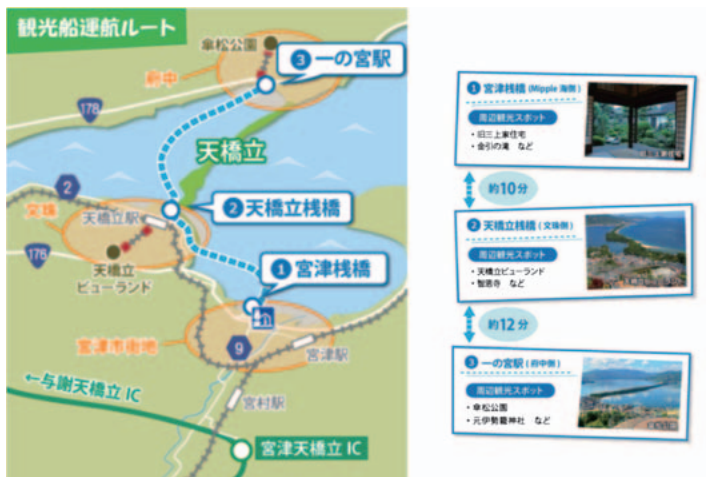 観光船運航ルート
傘松公園
③一の宮駅
府中
178
天橋立
2
文珠
天橋立駅
②天橋立桟橋
176
天橋立
ビューランド
①宮津桟橋
宮津市街地
9
宮津駅
←与謝天橋立 IC
宮村駅
宮津天橋立 IC
①宮津桟橋(Mipple 海側)
周辺観光スポット
・旧三上家住宅
・金引の滝 など
約10分
②天橋立桟橋(文珠側)
周辺観光スポット
・天橋立ビューランド
・智恩寺 など
約12分
③一の宮駅(府中側)
周辺観光スポット
・傘松公園
・元伊勢籠神社 など
傘松公園